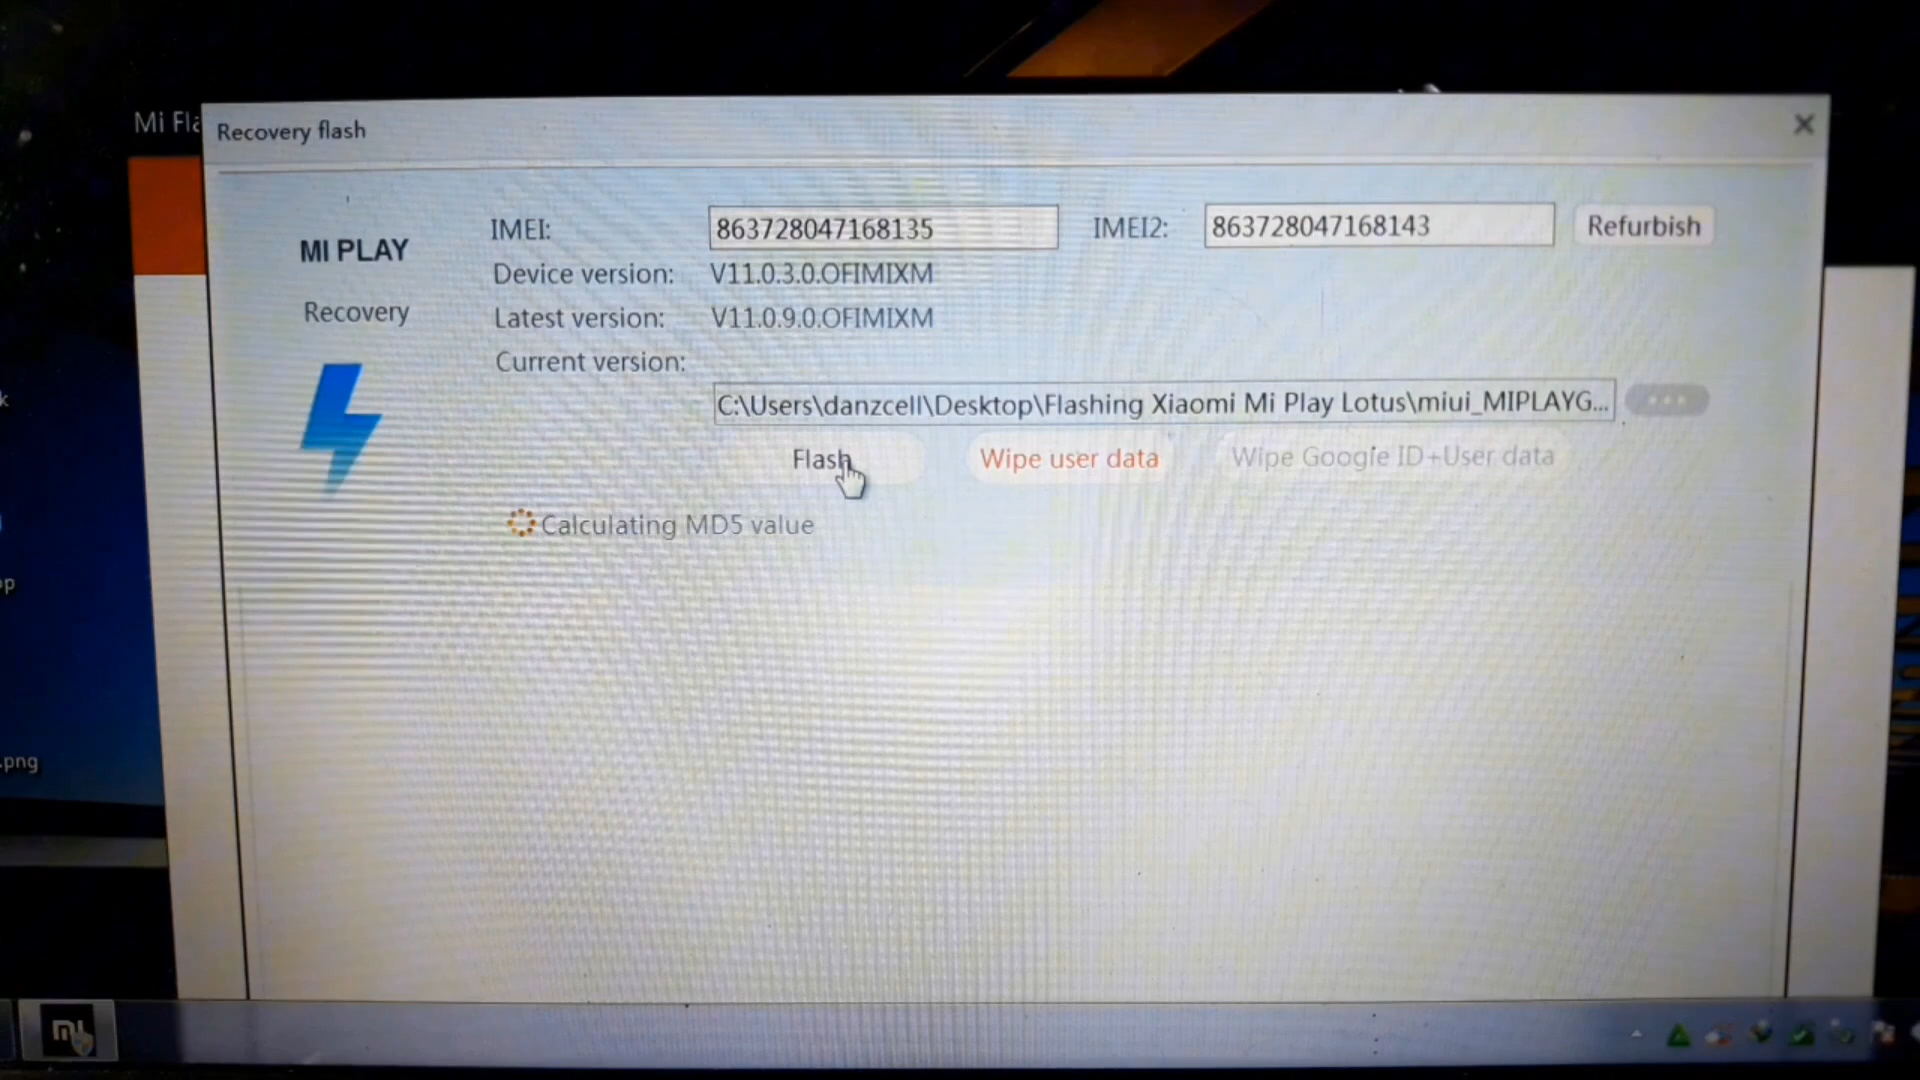 Mi Fla
Recovery flash
IMEI: 863728047168135 IMEI2: 863728047168143 Refurbish
MI PLAY
Device version: V11.0.3.0.OFIMIXM
Recovery
Latest version: V11.0.9.0.OFIMIXM
Current version:
C:\Users\danzcell\Desktop\Flashing Xiaomi Mi Play Lotus\miui_MIPLAYG...
Flash Wipe user data Wipe Google ID+User data
Calculating MD5 value
k
op
.png